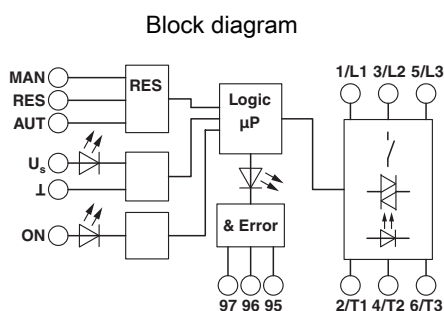 Block diagram
MAN
RES
AUT
RES
Us
⊥
ON
Logic
µP
& Error
97 96 95
1/L1 3/L2 5/L3
2/T1 4/T2 6/T3